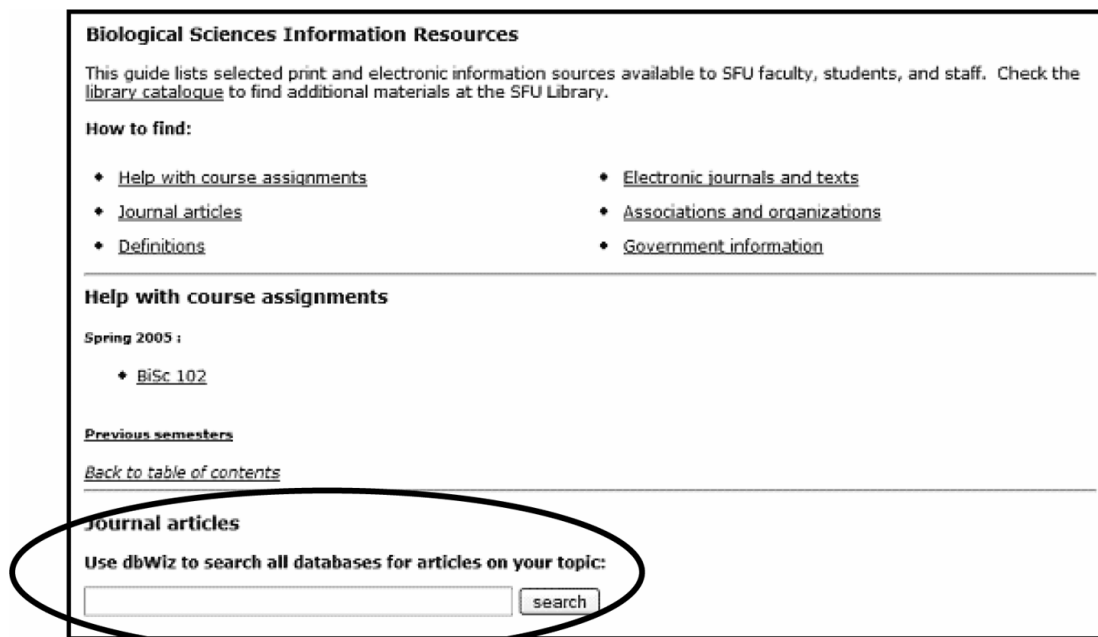 Biological Sciences Information Resources
This guide lists selected print and electronic information sources available to SFU faculty, students, and staff. Check the
library catalogue to find additional materials at the SFU Library.
How to find:
Help with course assignments
Journal articles
Definitions
Electronic journals and texts
Associations and organizations
Government information
Help with course assignments
Spring 2005 :
BiSc 102
Previous semesters
Back to table of contents
Journal articles
Use dbWiz to search all databases for articles on your topic:
search